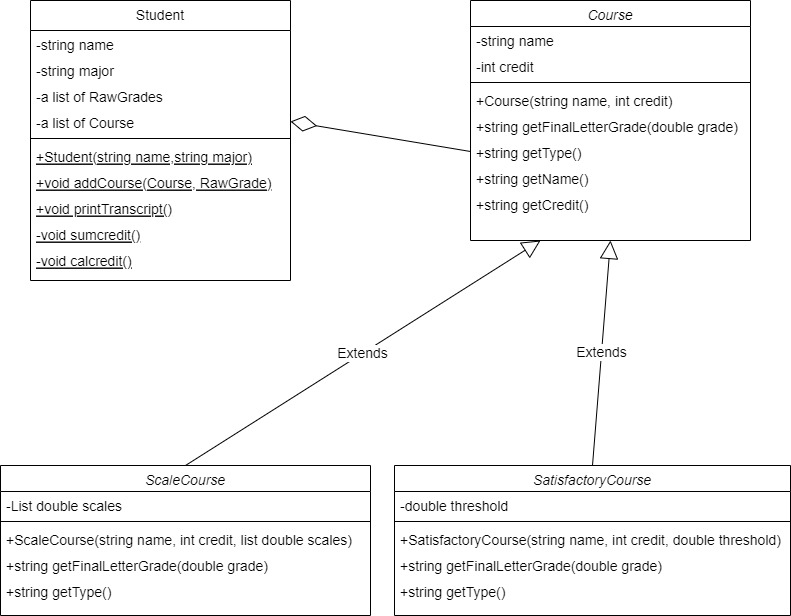 Student
-string name
-string major
-a list of RawGrades
-a list of Course
+Student(string name,string major)
+void addCourse(Course, RawGrade)
+void printTranscript()
-void sumcredit()
-void calcredit()
Course
-string name
-int credit
+Course(string name, int credit)
+string getFinalLetterGrade(double grade)
+string getType()
+string getName()
+string getCredit()
Extends
Extends
ScaleCourse
-List double scales
+ScaleCourse(string name, int credit, list double scales)
+string getFinalLetterGrade(double grade)
+string getType()
SatisfactoryCourse
-double threshold
+SatisfactoryCourse(string name, int credit, double threshold)
+string getFinalLetterGrade(double grade)
+string getType()